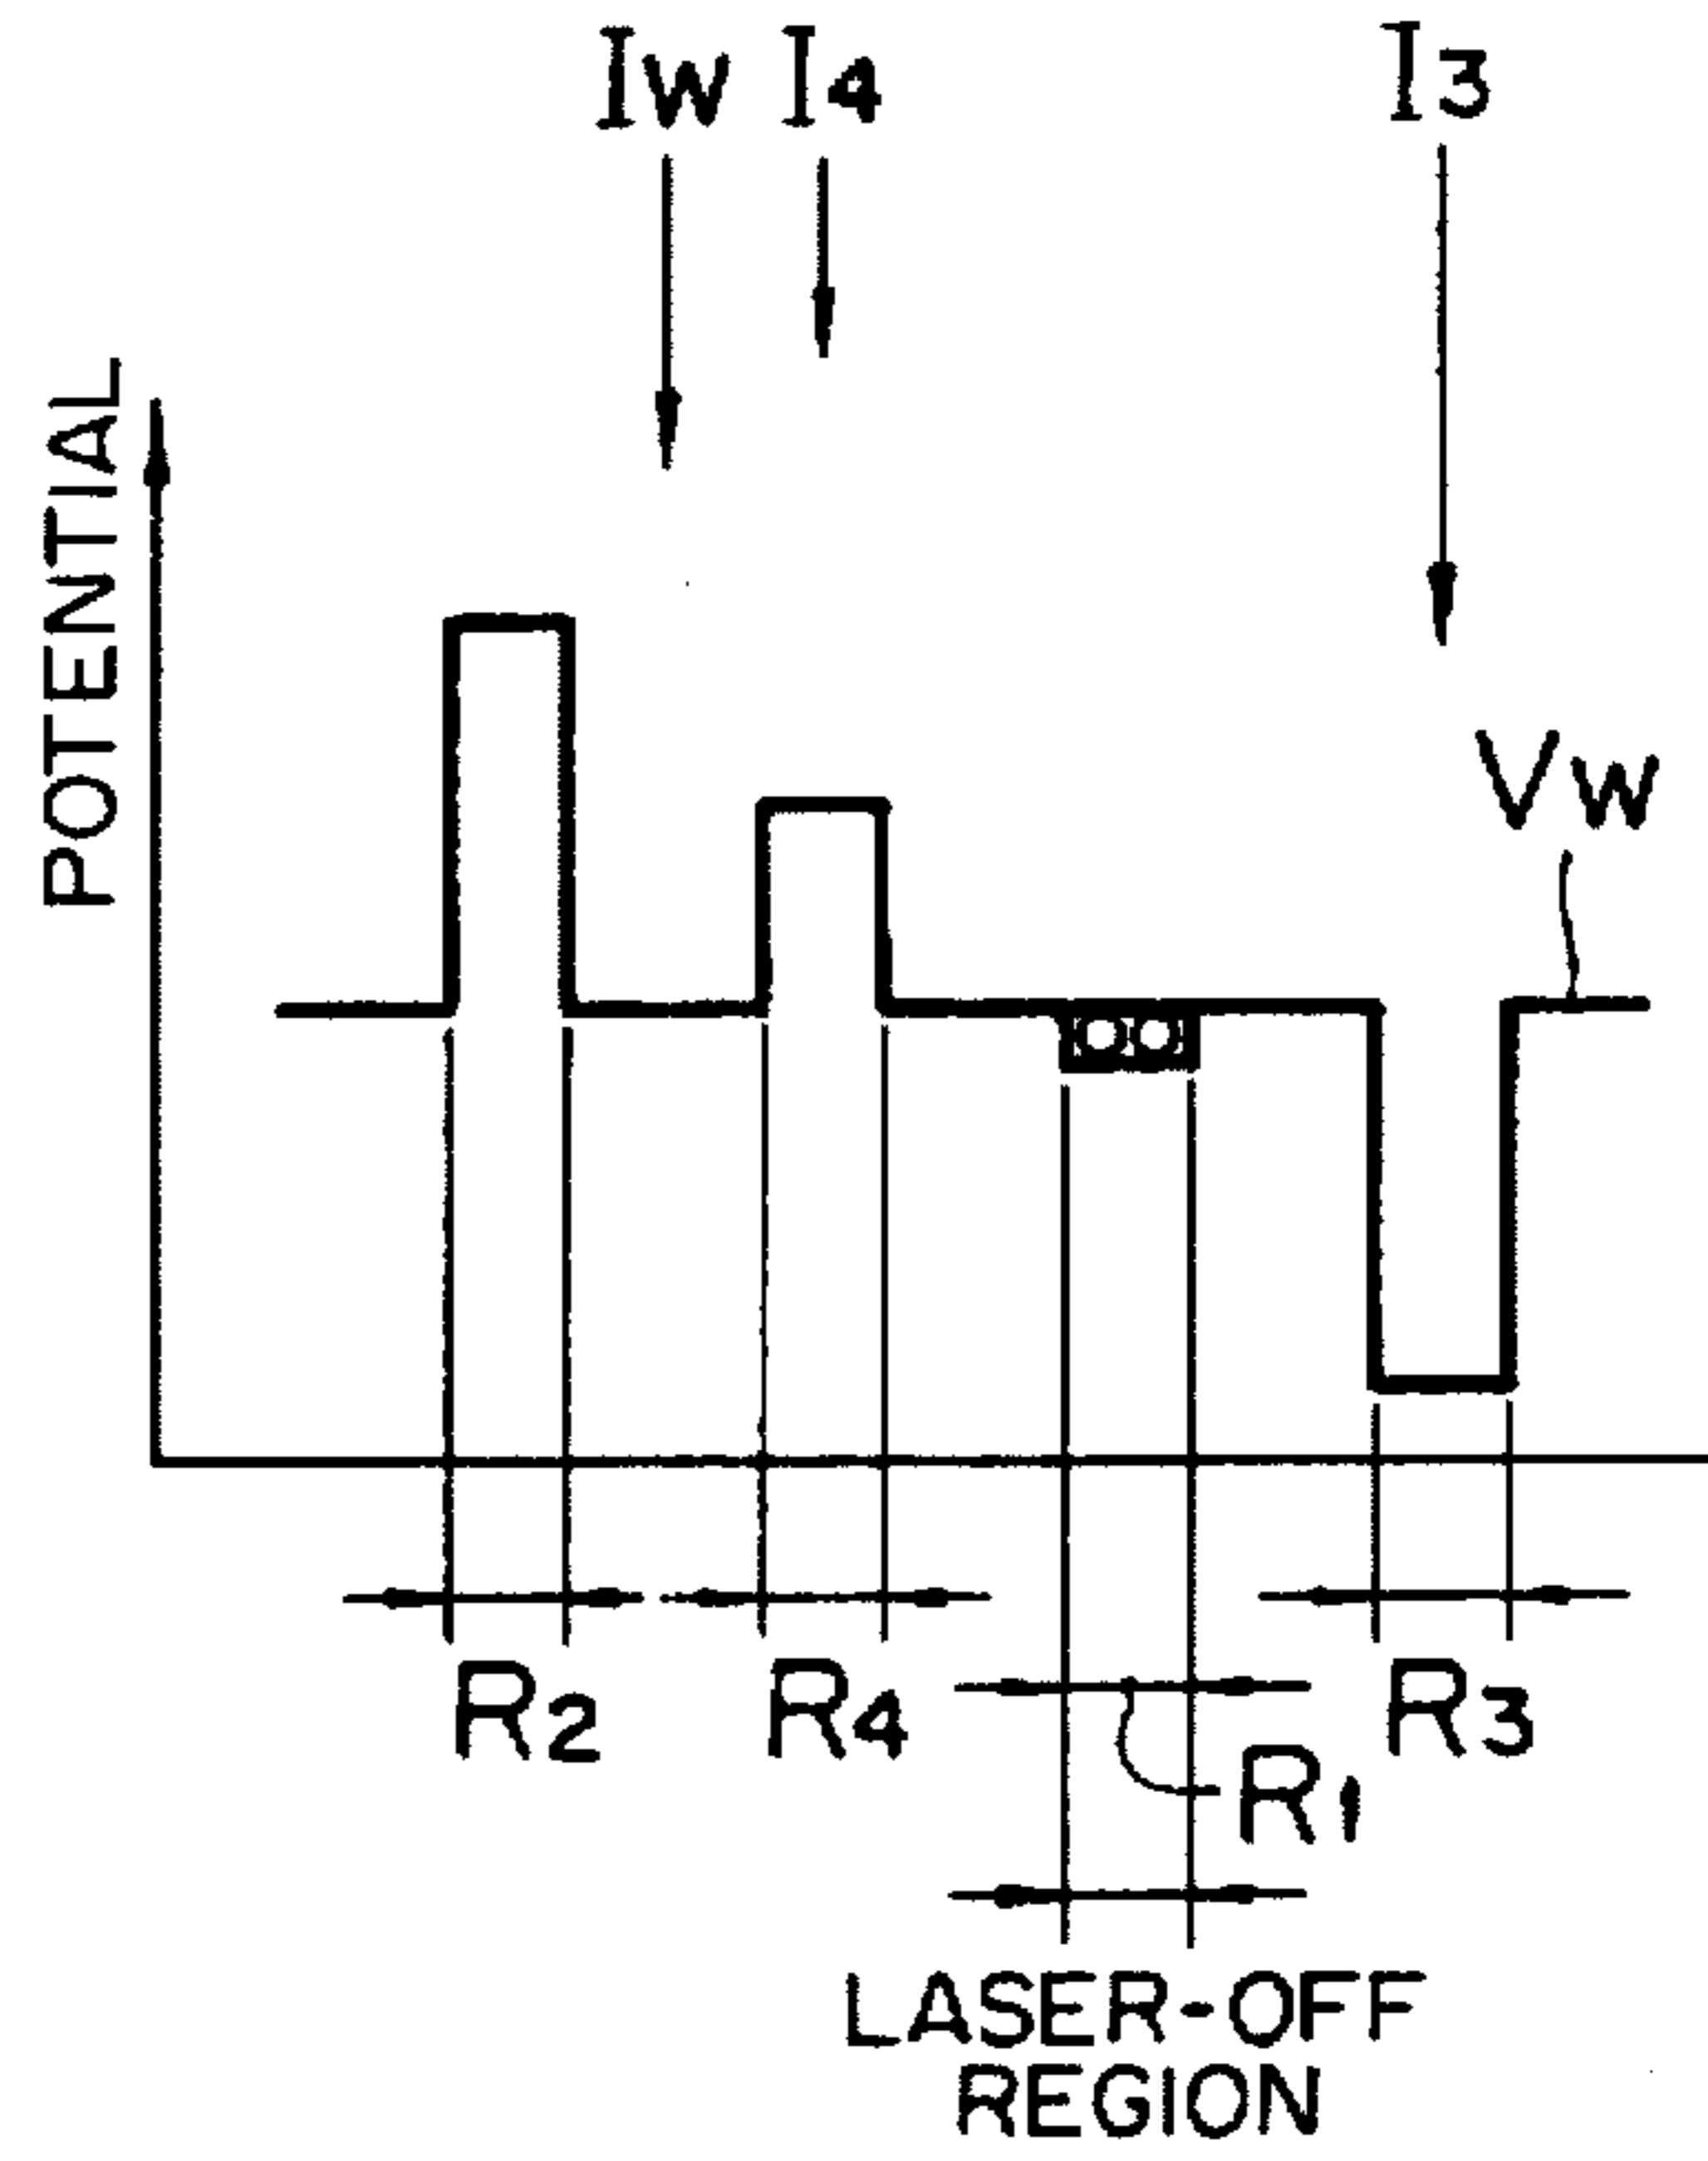 Iw I4 I3
POTENTIAL
Vw
R2 R4 R3
R1
LASER-OFF
REGION